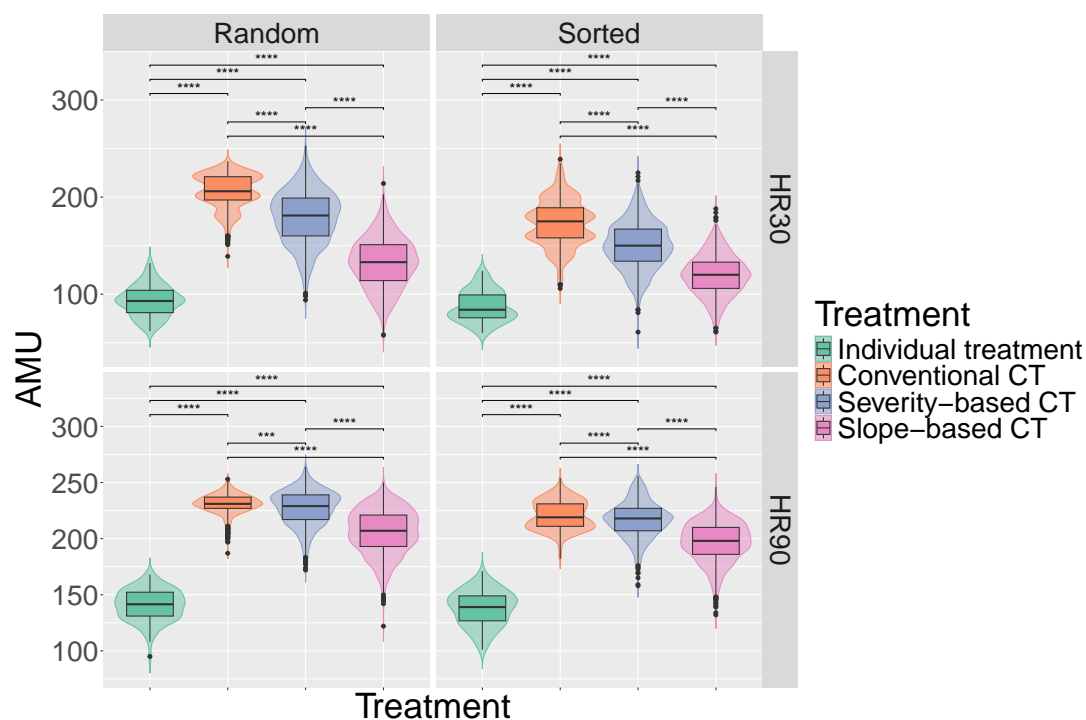 Random
Sorted
****
****
****
****
****
****
****
****
****
****
****
****
300
200
100
HR30
****
****
****
***
****
****
****
****
****
****
****
****
300
250
200
150
100
HR90
AMU
Treatment
Treatment
Individual treatment
Conventional CT
Severity−based CT
Slope−based CT